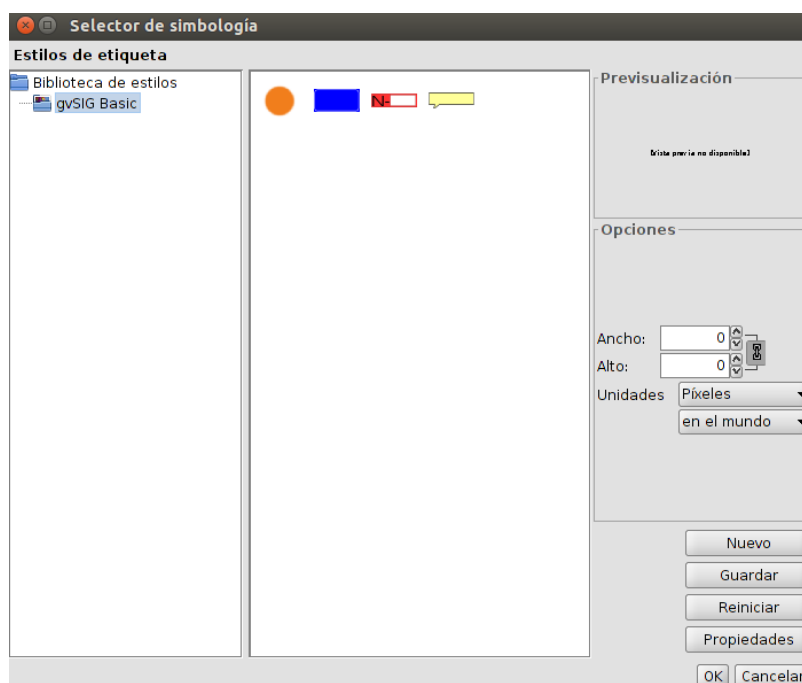 Selector de simbología
Estilos de etiqueta
Biblioteca de estilos
gvSIG Basic
N-
Previsualización
[Vista previa no disponible]
Opciones
Ancho: 0
Alto: 0
Unidades Píxeles
en el mundo
Nuevo
Guardar
Reiniciar
Propiedades
OK Cancelar